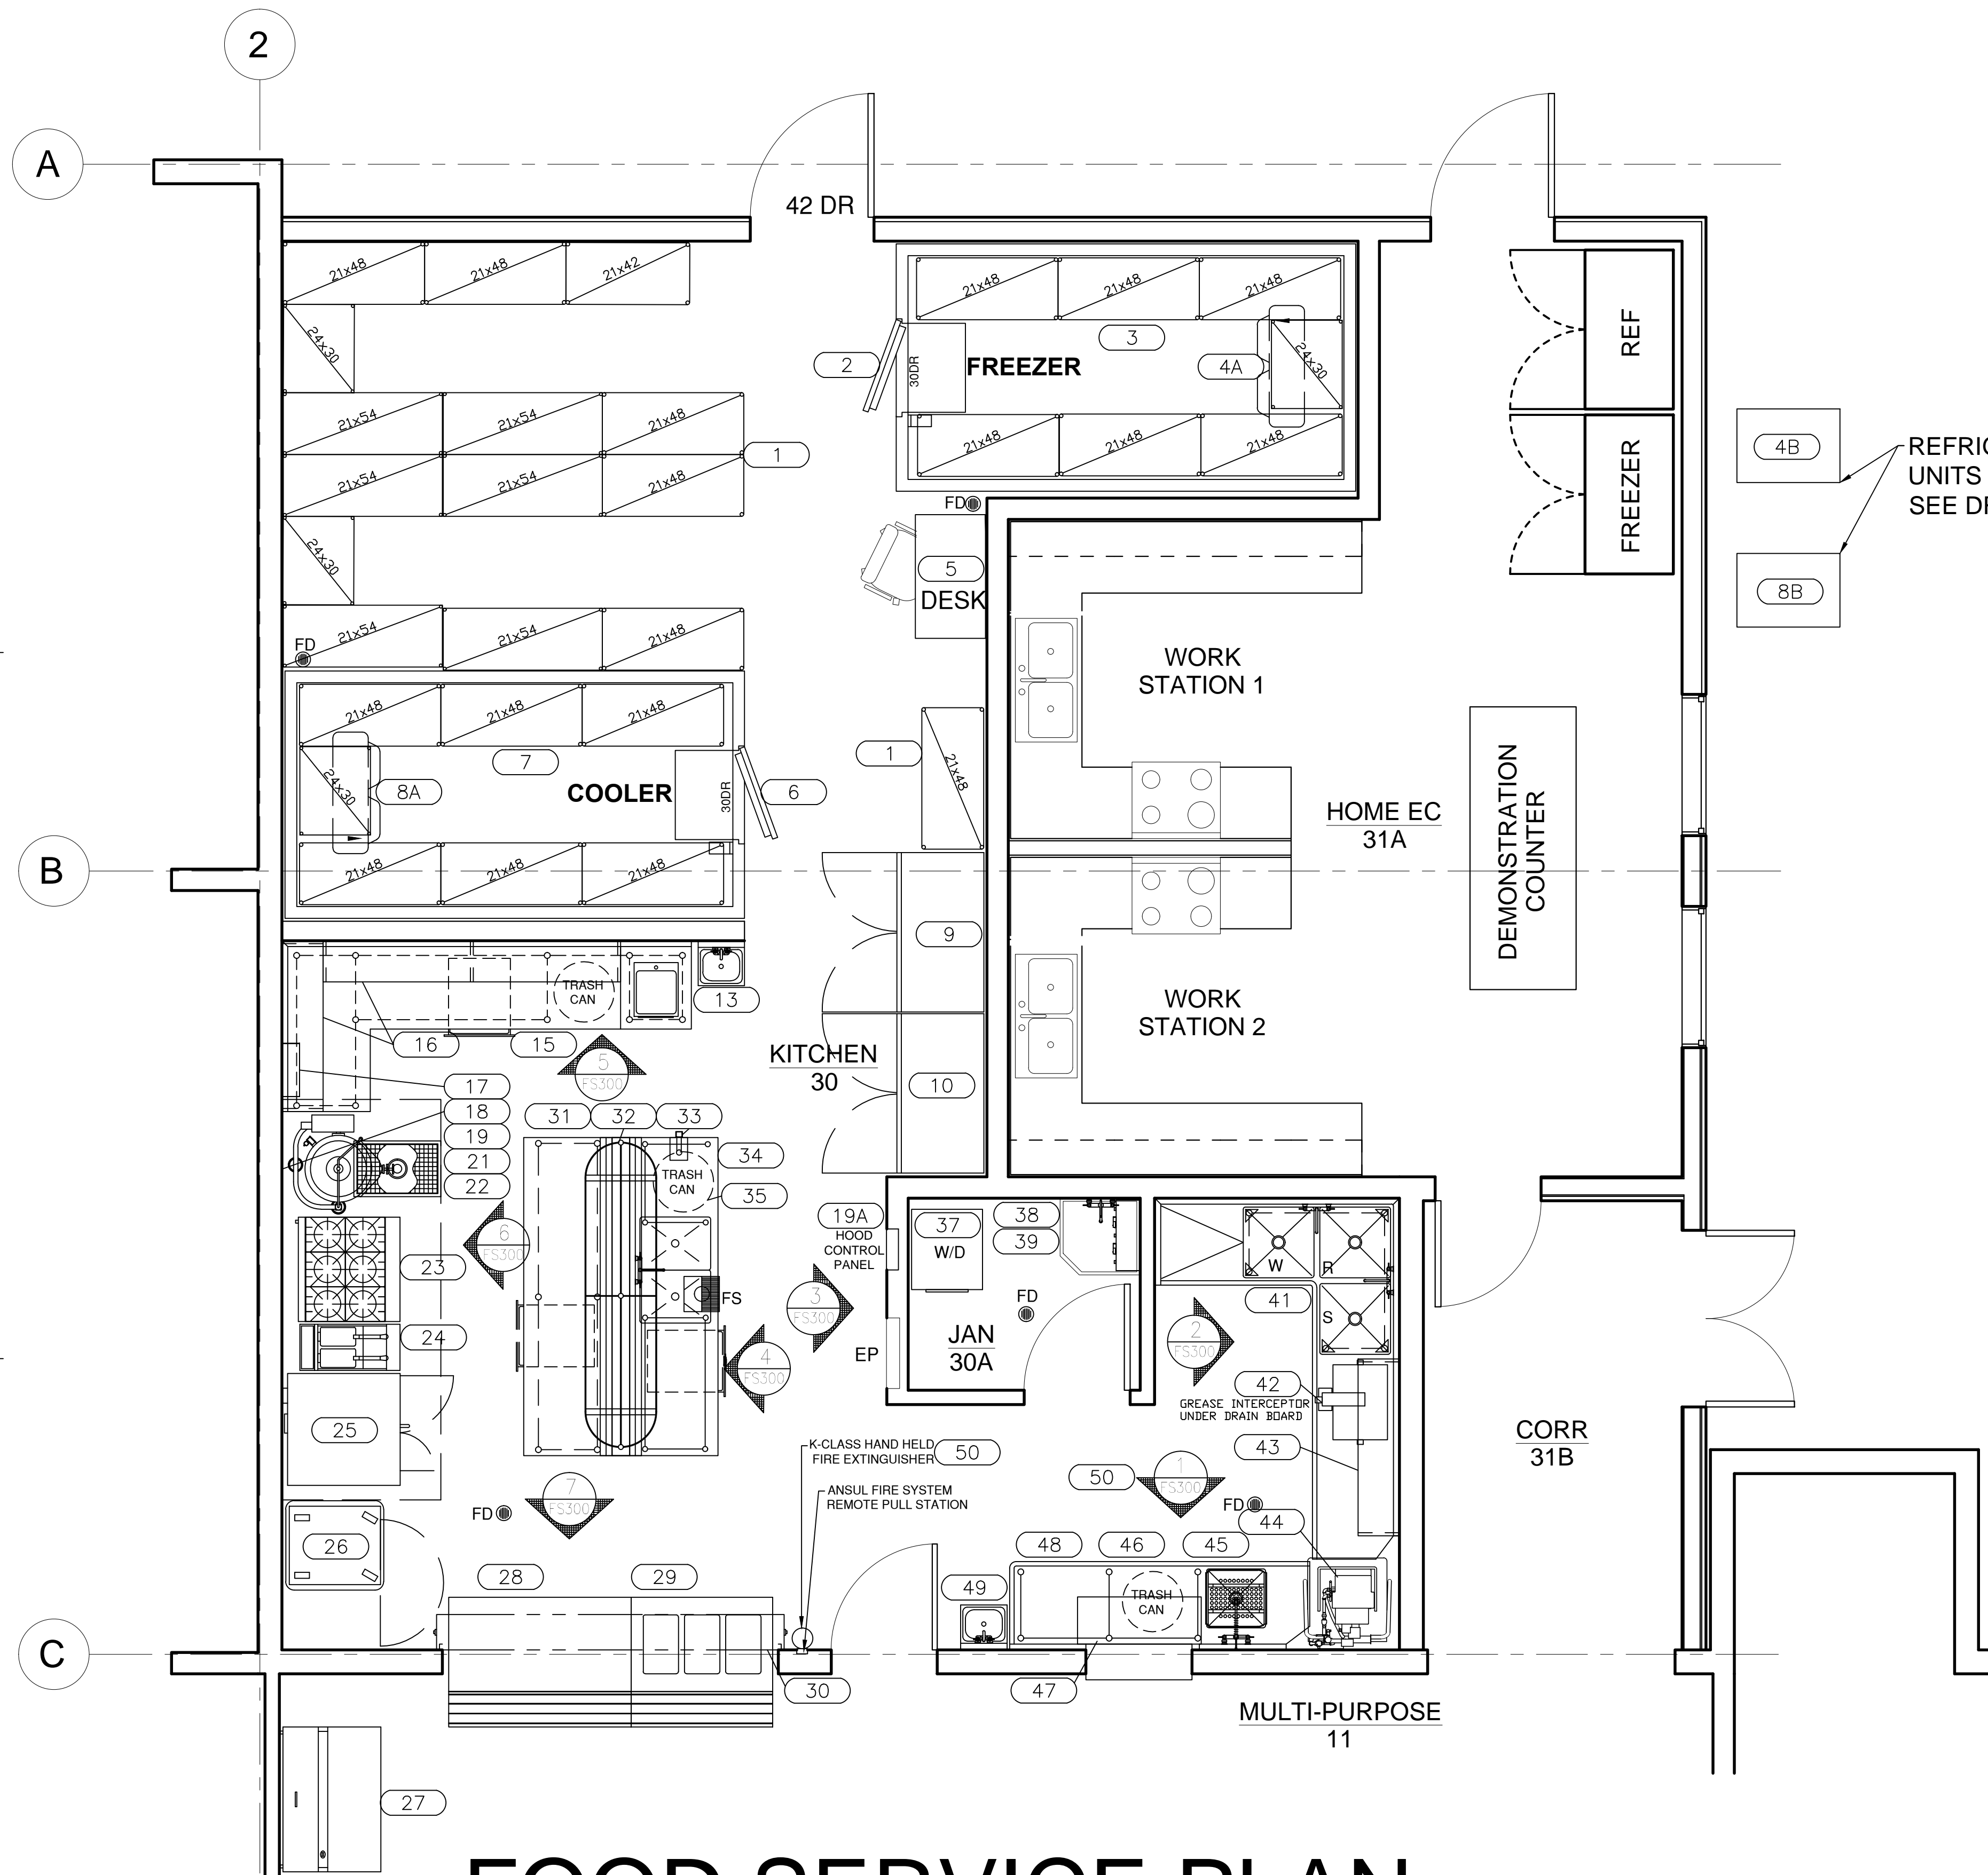 2
A
42 DR
21x48
21x48
21x42
24x30
21x54
21x54
21x48
1
21x54
21x54
21x48
24x30
21x54
21x54
21x48
FD
21x48
21x48
21x48
2
30DR
FREEZER
3
4A
24x30
21x48
21x48
21x48
FD
5
DESK
REF
FREEZER
4B
8B
UNITS
WORK
STATION 1
21x48
21x48
21x48
7
24x30
8A
COOLER
30DR
6
21x48
21x48
21x48
1
21x48
HOME EC
31A
DEMONSTRATION
COUNTER
B
9
WORK
STATION 2
TRASH
CAN
13
16
15
5
FS300
KITCHEN
30
10
17
18
19
21
22
31
32
33
34
TRASH
CAN
35
6
FS300
23
24
25
26
FS
19A
HOOD
CONTROL
PANEL
3
FS300
4
FS300
EP
37
W/D
38
39
FD
JAN
30A
W
R
S
41
2
FS300
42
GREASE INTERCEPTOR
UNDER DRAIN BOARD
43
CORR
31B
K-CLASS HAND HELD
FIRE EXTINGUISHER
50
50
1
FS300
ANSUL FIRE SYSTEM
REMOTE PULL STATION
FD
7
FS300
FD
44
28
29
48
46
45
49
TRASH
CAN
C
30
47
MULTI-PURPOSE
11
27
FOOD SERVICE PLAN